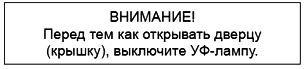 ВНИМАНИЕ!
Перед тем как открывать дверцу
(крышку), выключите УФ-лампу.